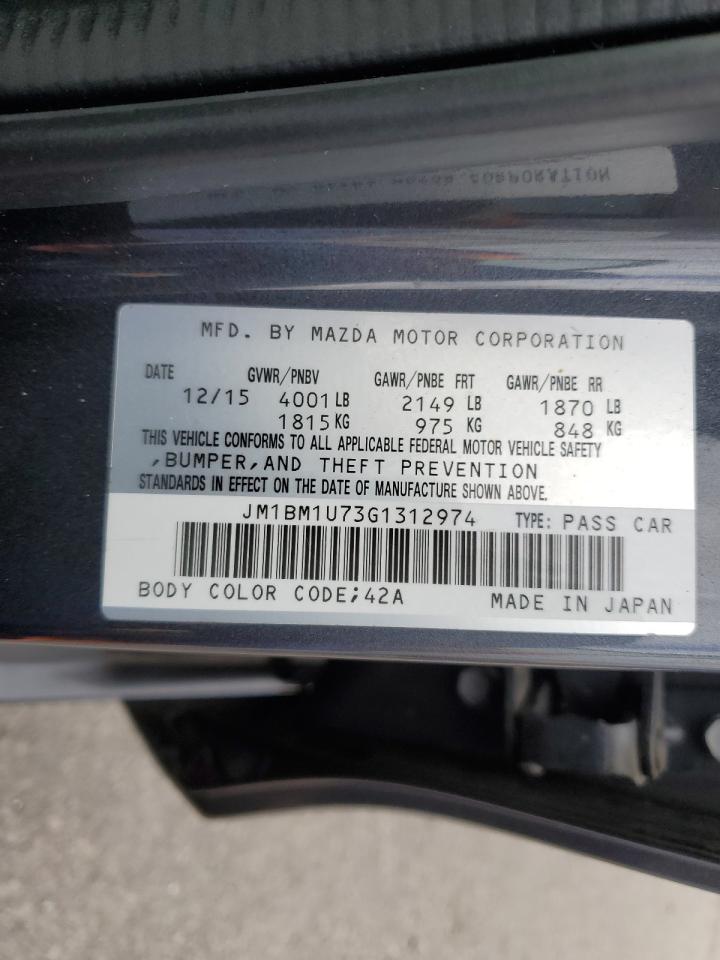 MFD. BY MAZDA MOTOR CORPORATION
DATE GVWR/PNBV GAWR/PNBE FRT GAWR/PNBE RR
12/15 4001 LB 2149 LB 1870 LB
1815 KG 975 KG 848 KG
THIS VEHICLE CONFORMS TO ALL APPLICABLE FEDERAL MOTOR VEHICLE SAFETY
,BUMPER,AND THEFT PREVENTION
STANDARDS IN EFFECT ON THE DATE OF MANUFACTURE SHOWN ABOVE.
JM1BM1U73G1312974 TYPE: PASS CAR
BODY COLOR CODE;42A MADE IN JAPAN